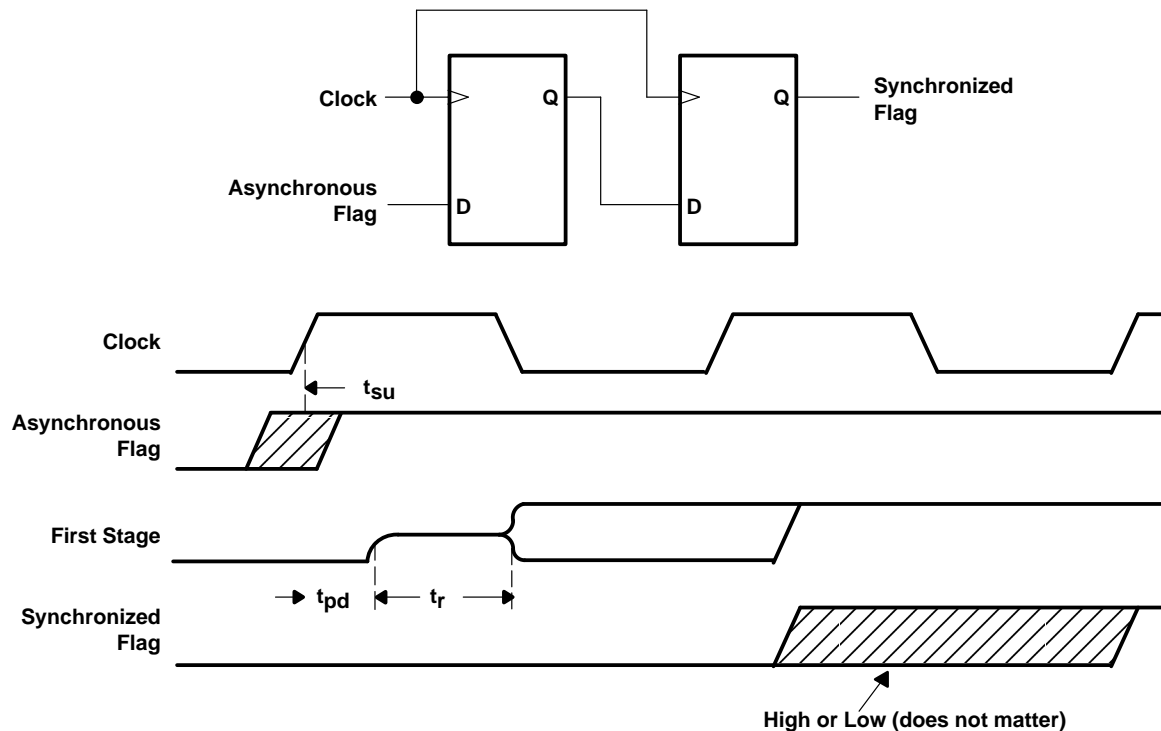 Clock
Q
Q
Synchronized
Flag
Asynchronous
Flag
D
D
Clock
tsu
Asynchronous
Flag
First Stage
tpd
tr
Synchronized
Flag
High or Low (does not matter)